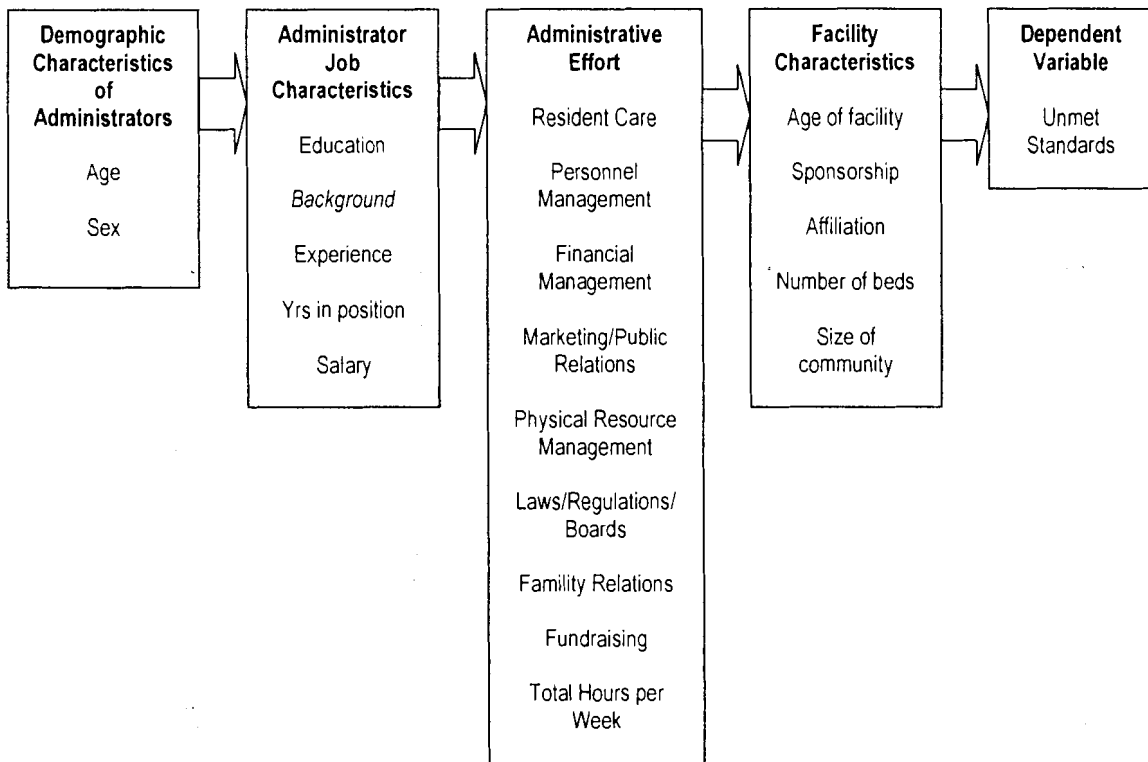 Demographic
Characteristics
of
Administrators
Age
Sex
Administrator
Job
Characteristics
Education
Background
Experience
Yrs in position
Salary
Administrative
Effort
Resident Care
Personnel
Management
Financial
Management
Marketing/Public
Relations
Physical Resource
Management
Laws/Regulations/
Boards
Famility Relations
Fundraising
Total Hours per
Week
Facility
Characteristics
Age of facility
Sponsorship
Affiliation
Number of beds
Size of
community
Dependent
Variable
Unmet
Standards